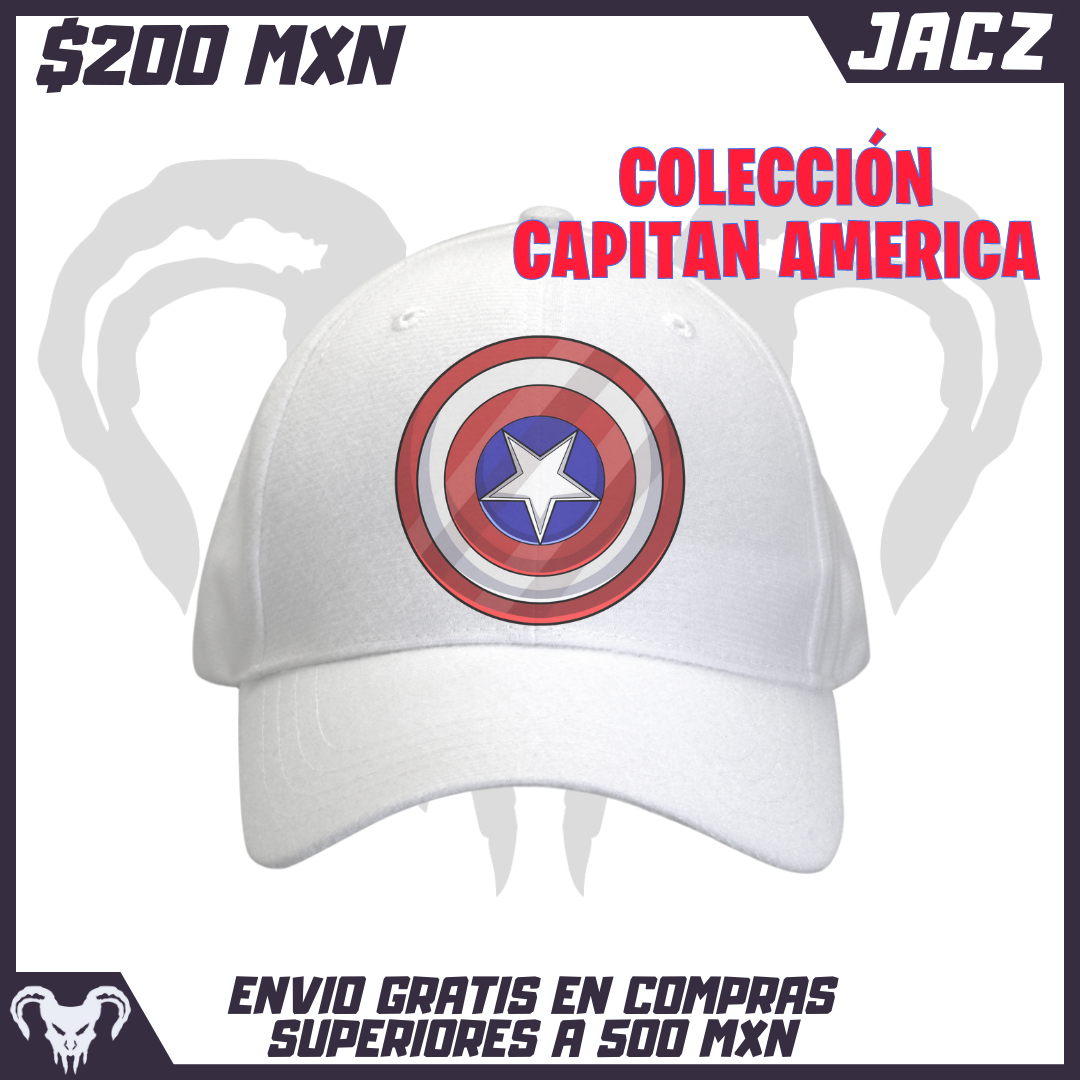 $200 MXN
JACZ
COLECCIÓN
CAPITAN AMERICA
ENVIO GRATIS EN COMPRAS
SUPERIORES A 500 MXN